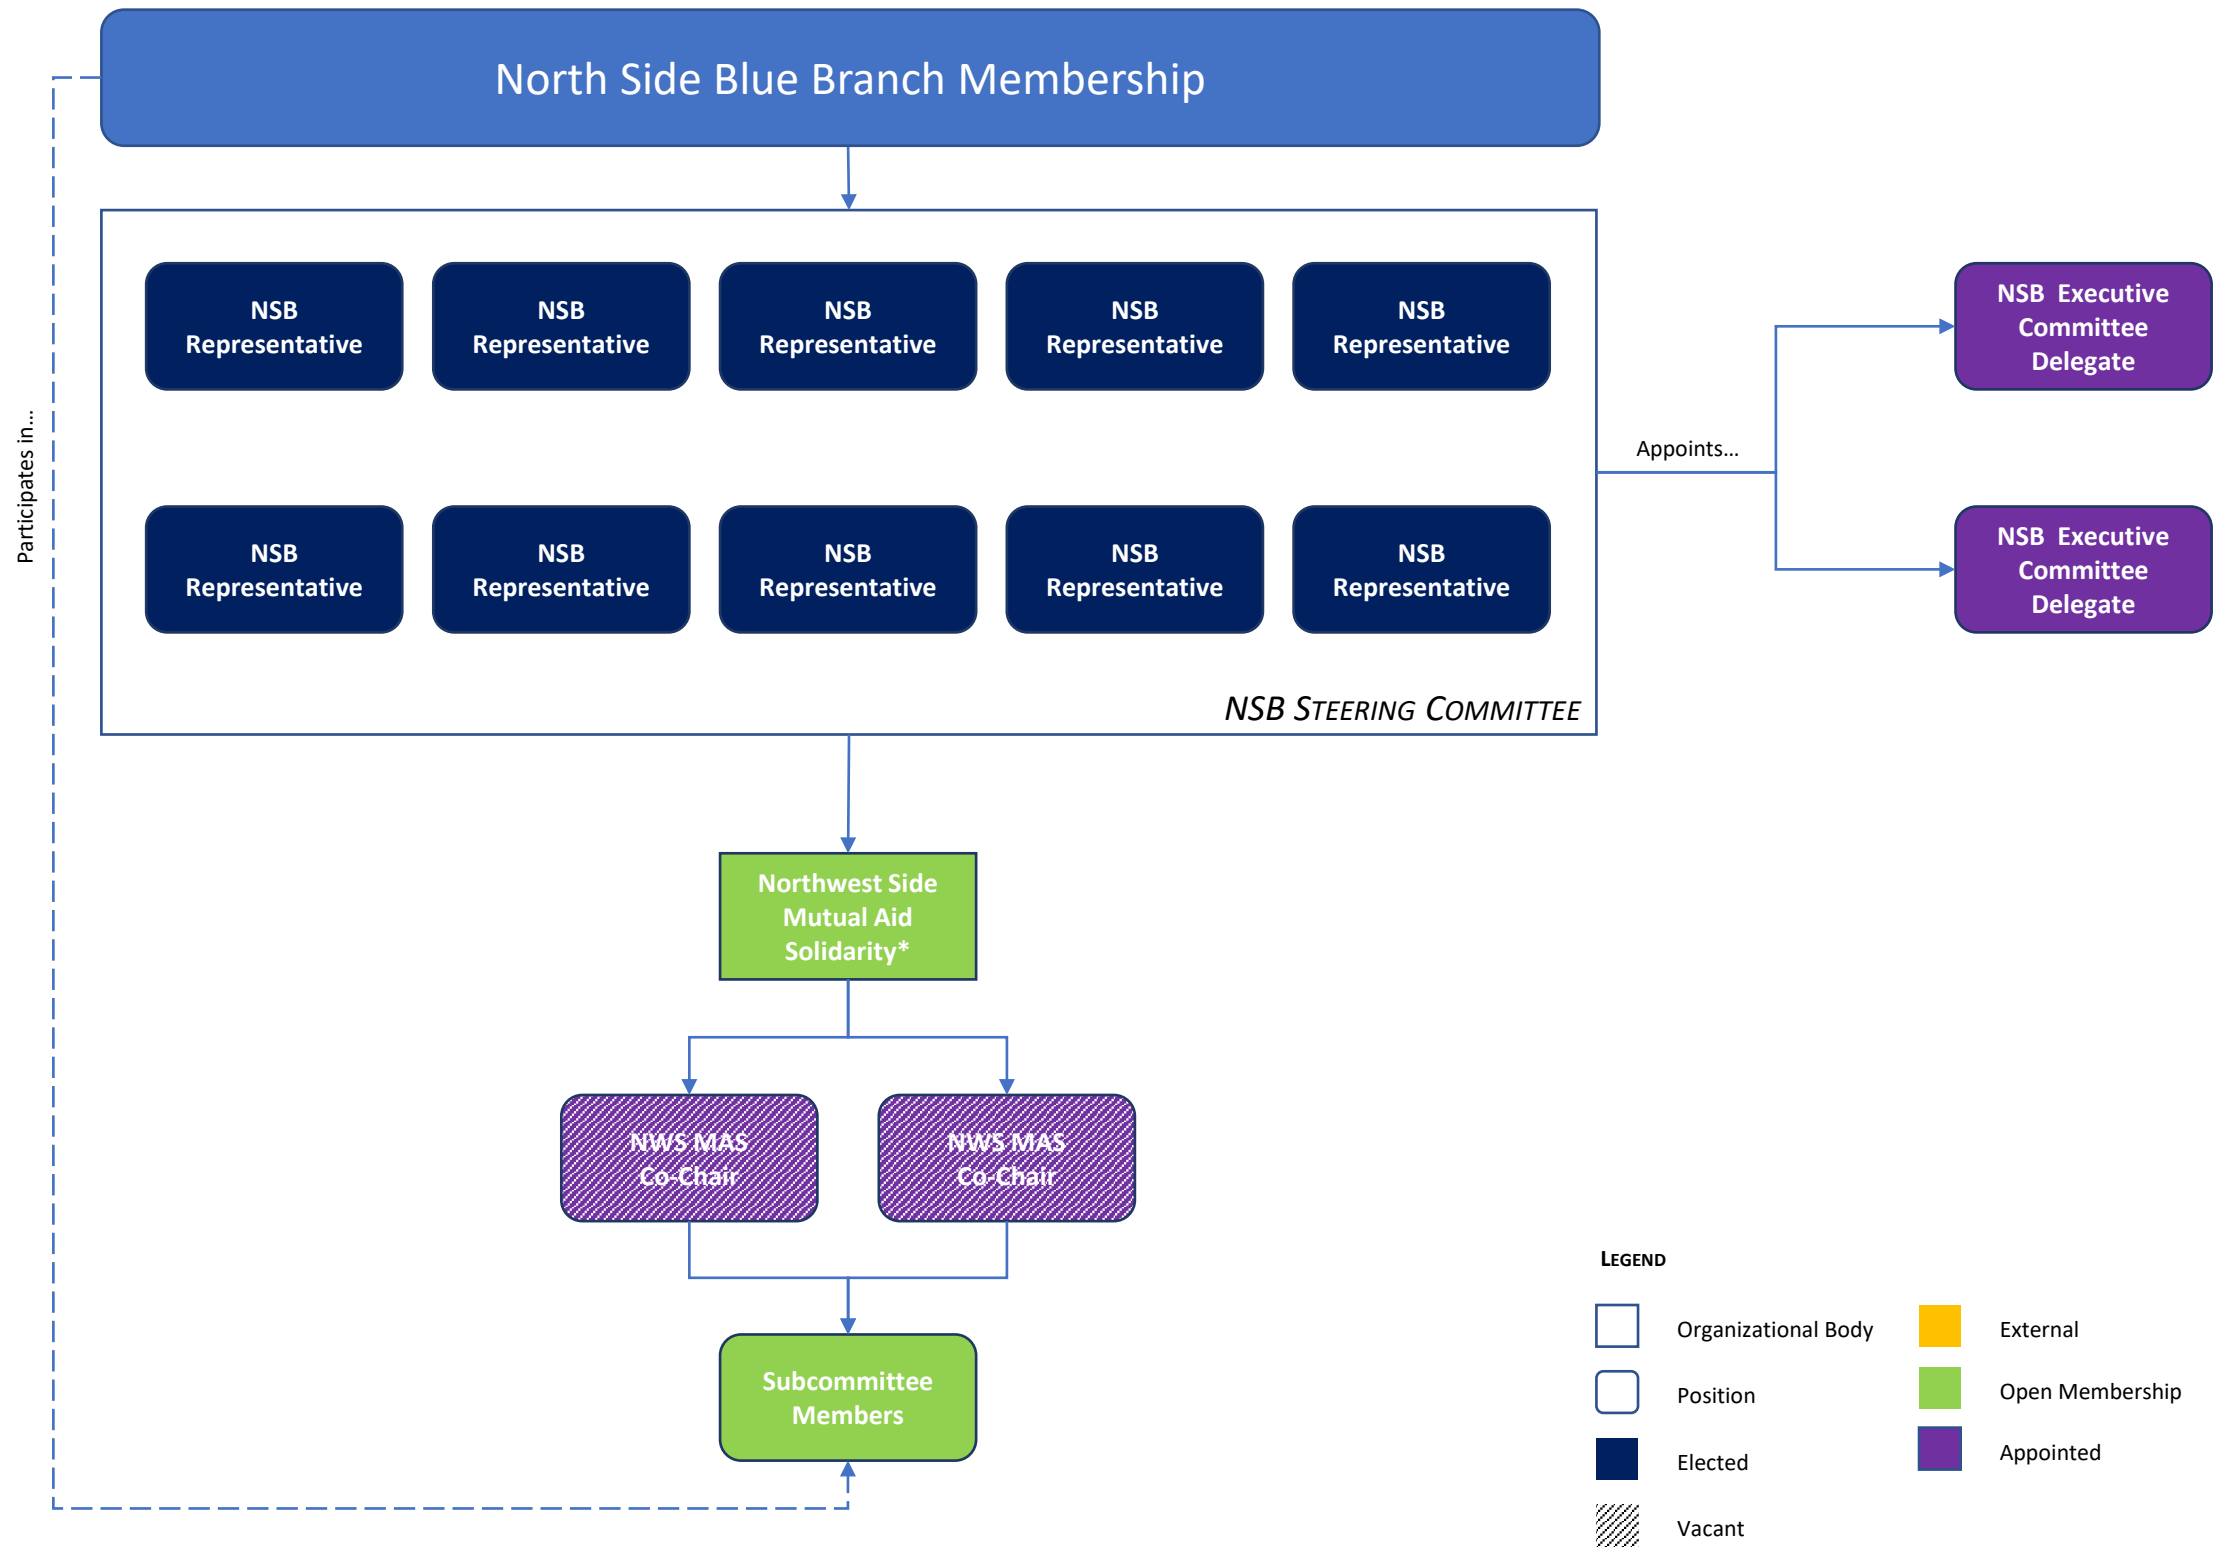 North Side Blue Branch Membership
Participates in...
NSB
Representative
NSB
Representative
NSB
Representative
NSB
Representative
NSB
Representative
NSB
Representative
NSB
Representative
NSB
Representative
NSB
Representative
NSB
Representative
NSB STEERING COMMITTEE
Appoints...
NSB  Executive
Committee
Delegate
NSB  Executive
Committee
Delegate
Northwest Side
Mutual Aid
Solidarity*
NWS MAS
Co-Chair
NWS MAS
Co-Chair
Subcommittee
Members
LEGEND
Organizational Body
Position
Elected
Vacant
External
Open Membership
Appointed